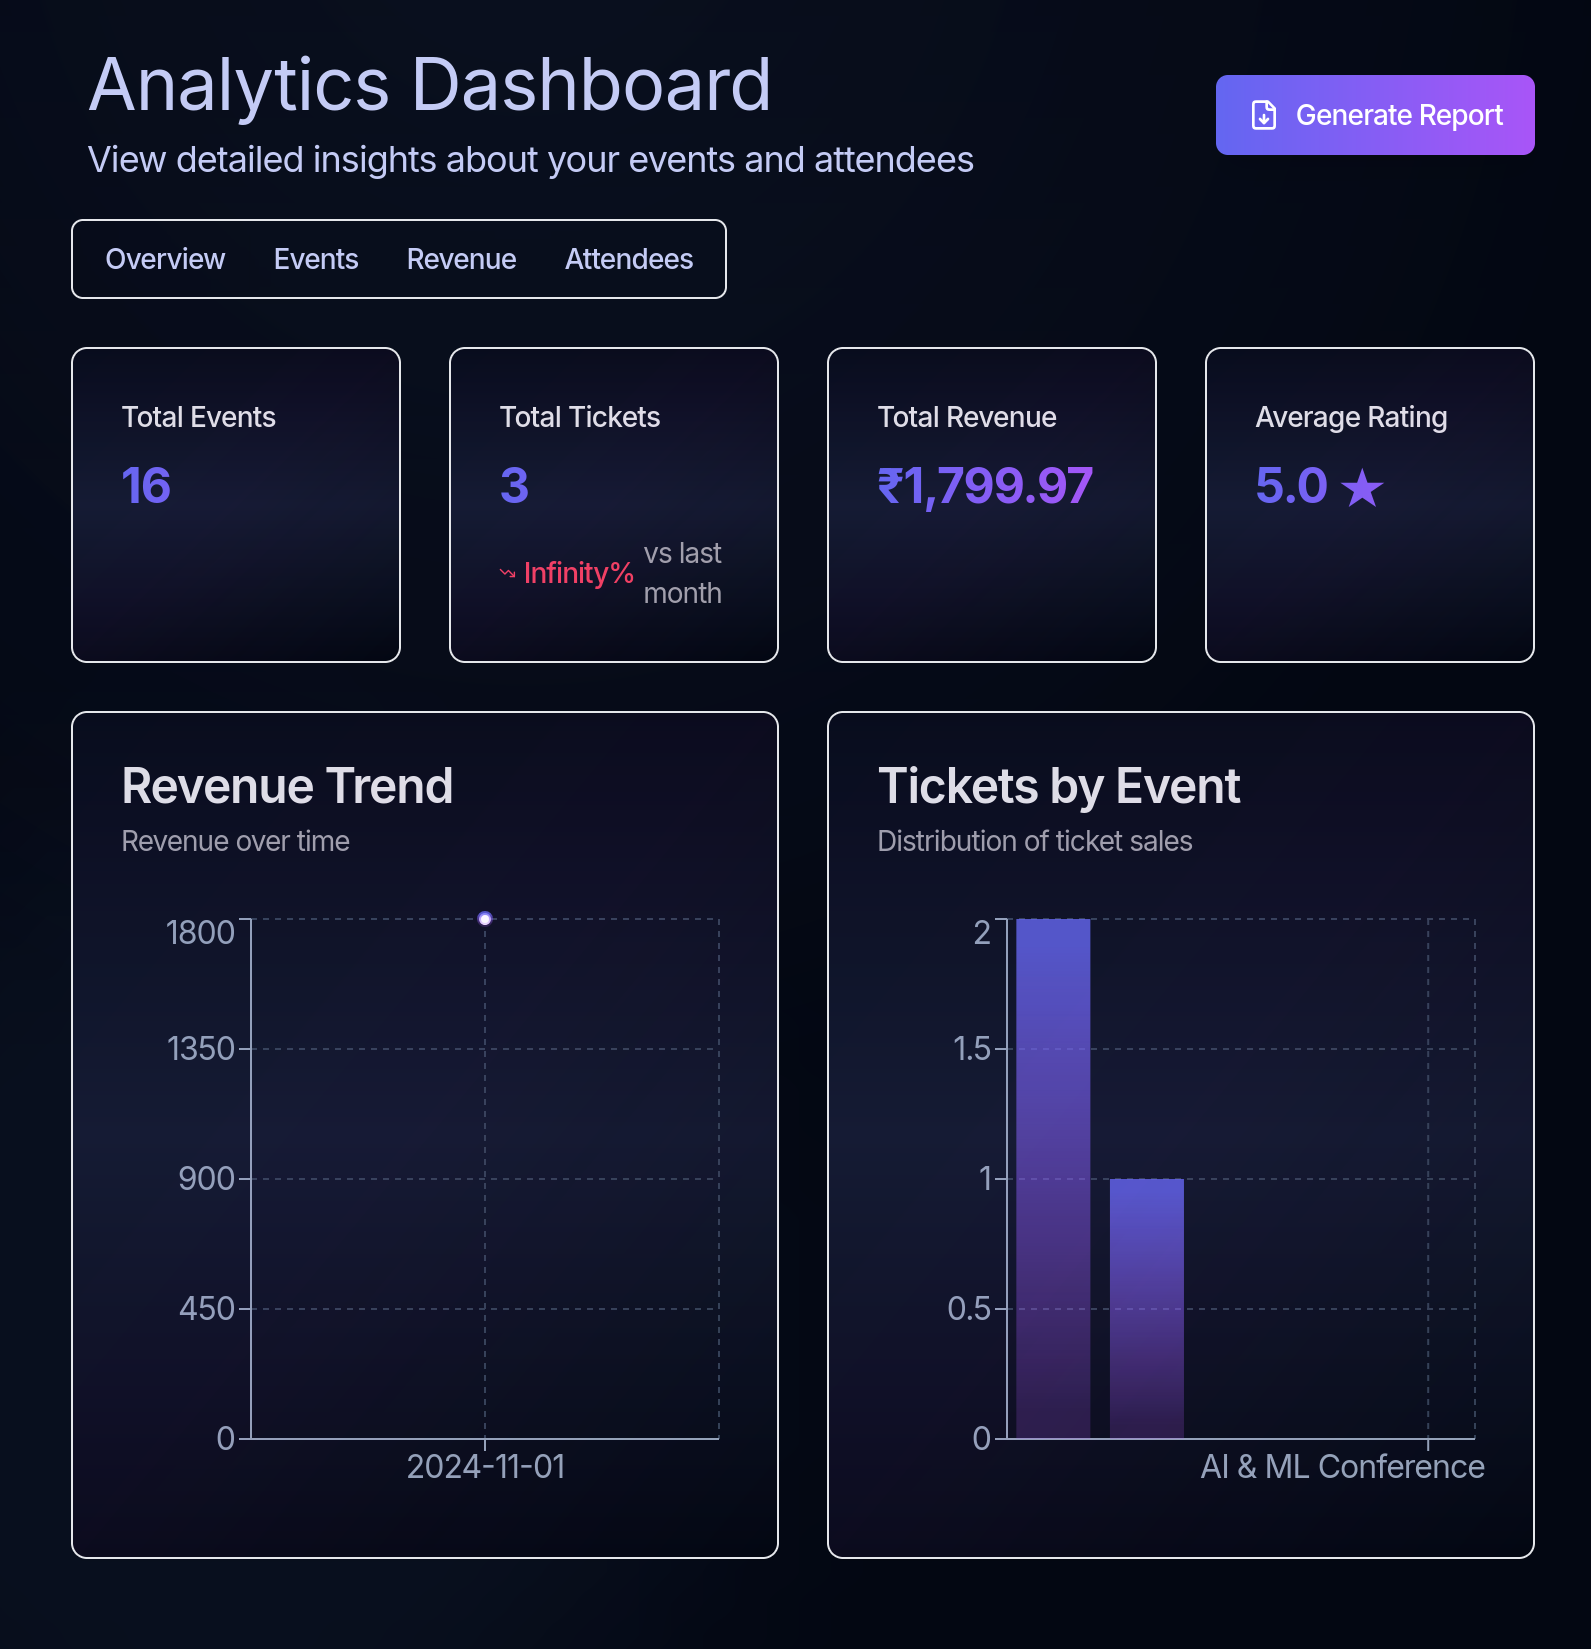 Analytics Dashboard
View detailed insights about your events and attendees
Generate Report
Overview Events Revenue Attendees
Total Events
16
Total Tickets
3
Infinity% vs last
month
Total Revenue
₹1,799.97
Average Rating
5.0 ★
Revenue Trend
Revenue over time
1800
1350
900
450
0
2024-11-01
Tickets by Event
Distribution of ticket sales
2
1.5
1
0.5
0
AI & ML Conference